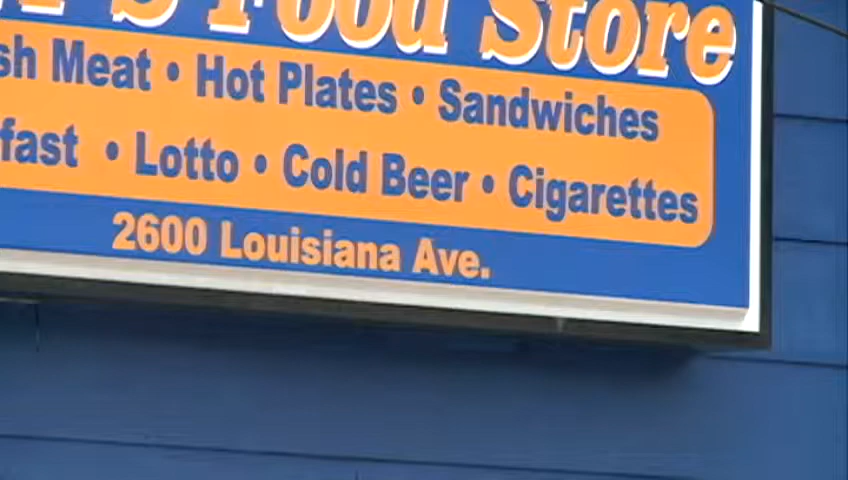 Food Store
Meat • Hot Plates • Sandwiches
• Lotto • Cold Beer • Cigarettes
2600 Louisiana Ave.